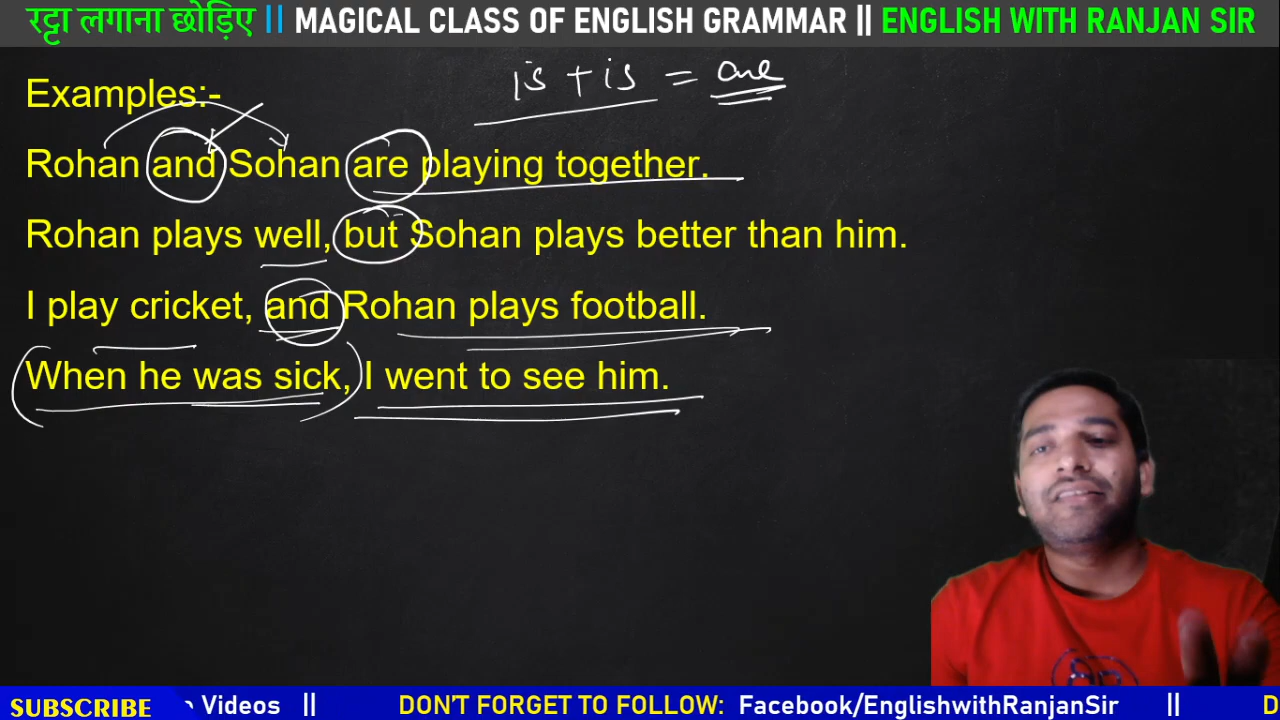 रट्टा लगाना छोड़िए || MAGICAL CLASS OF ENGLISH GRAMMAR || ENGLISH WITH RANJAN SIR
Examples:-
is + is = are
Rohan and Sohan are playing together.
Rohan plays well, but Sohan plays better than him.
I play cricket, and Rohan plays football.
When he was sick, I went to see him.
SUBSCRIBE Videos || DON'T FORGET TO FOLLOW: Facebook/EnglishwithRanjanSir || D